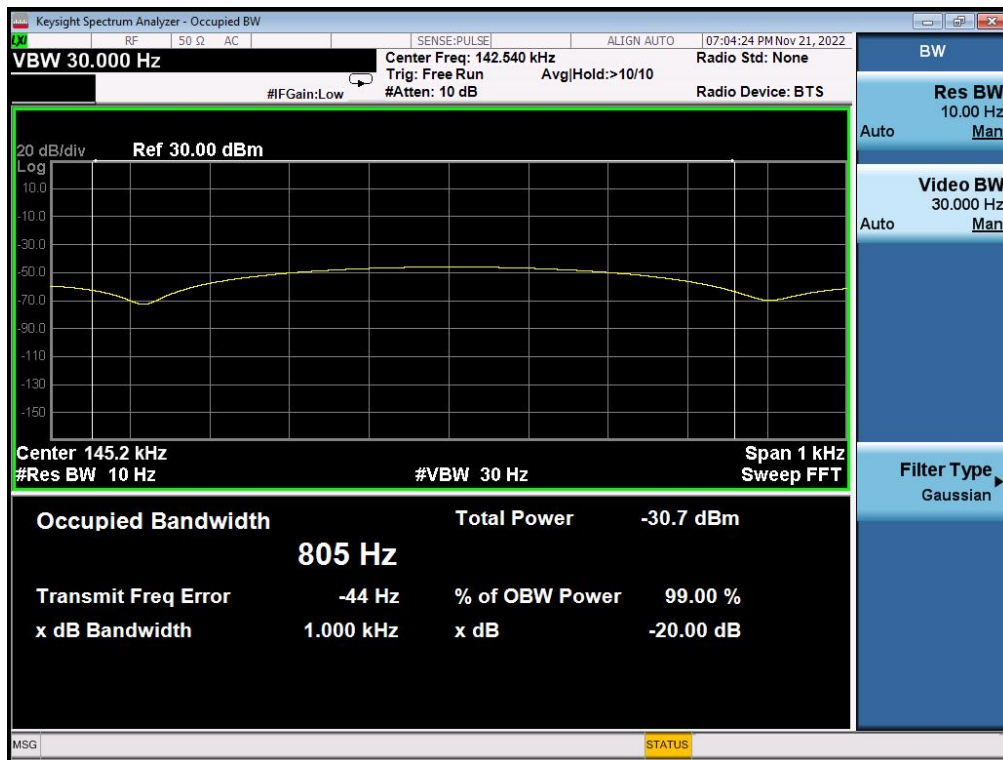 Keysight Spectrum Analyzer - Occupied BW
LXI RF 50 Ω AC SENSE:PULSE ALIGN AUTO 07:04:24 PM Nov 21, 2022
VBW 30.000 Hz Center Freq: 142.540 kHz Radio Std: None
Trig: Free Run Avg|Hold:>10/10
#IFGain:Low #Atten: 10 dB Radio Device: BTS
20 dB/div Ref 30.00 dBm
Log
10.0
-10.0
-30.0
-50.0
-70.0
-90.0
-110
-130
-150
Center 145.2 kHz Span 1 kHz
#Res BW 10 Hz #VBW 30 Hz Sweep FFT
Occupied Bandwidth Total Power -30.7 dBm
805 Hz
Transmit Freq Error -44 Hz % of OBW Power 99.00 %
x dB Bandwidth 1.000 kHz x dB -20.00 dB
MSG STATUS
BW
Res BW
10.00 Hz
Auto Man
Video BW
30.000 Hz
Auto Man
Filter Type
Gaussian